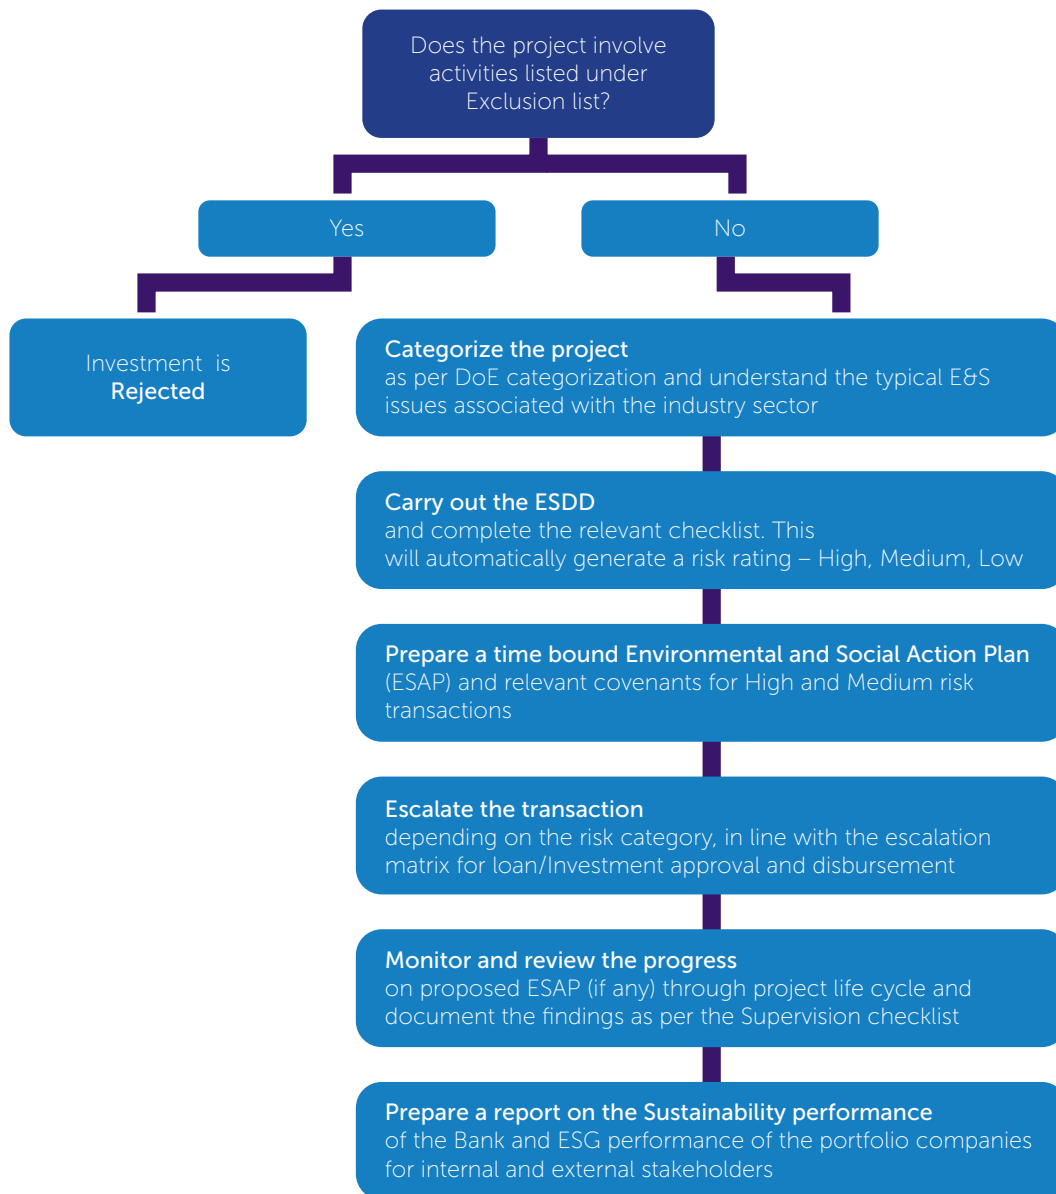 Does the project involve
activities listed under
Exclusion list?
Yes
No
Investment is
Rejected
Categorize the project
as per DoE categorization and understand the typical E&S
issues associated with the industry sector
Carry out the ESDD
and complete the relevant checklist. This
will automatically generate a risk rating – High, Medium, Low
Prepare a time bound Environmental and Social Action Plan
(ESAP) and relevant covenants for High and Medium risk
transactions
Escalate the transaction
depending on the risk category, in line with the escalation
matrix for loan/Investment approval and disbursement
Monitor and review the progress
on proposed ESAP (if any) through project life cycle and
document the findings as per the Supervision checklist
Prepare a report on the Sustainability performance
of the Bank and ESG performance of the portfolio companies
for internal and external stakeholders